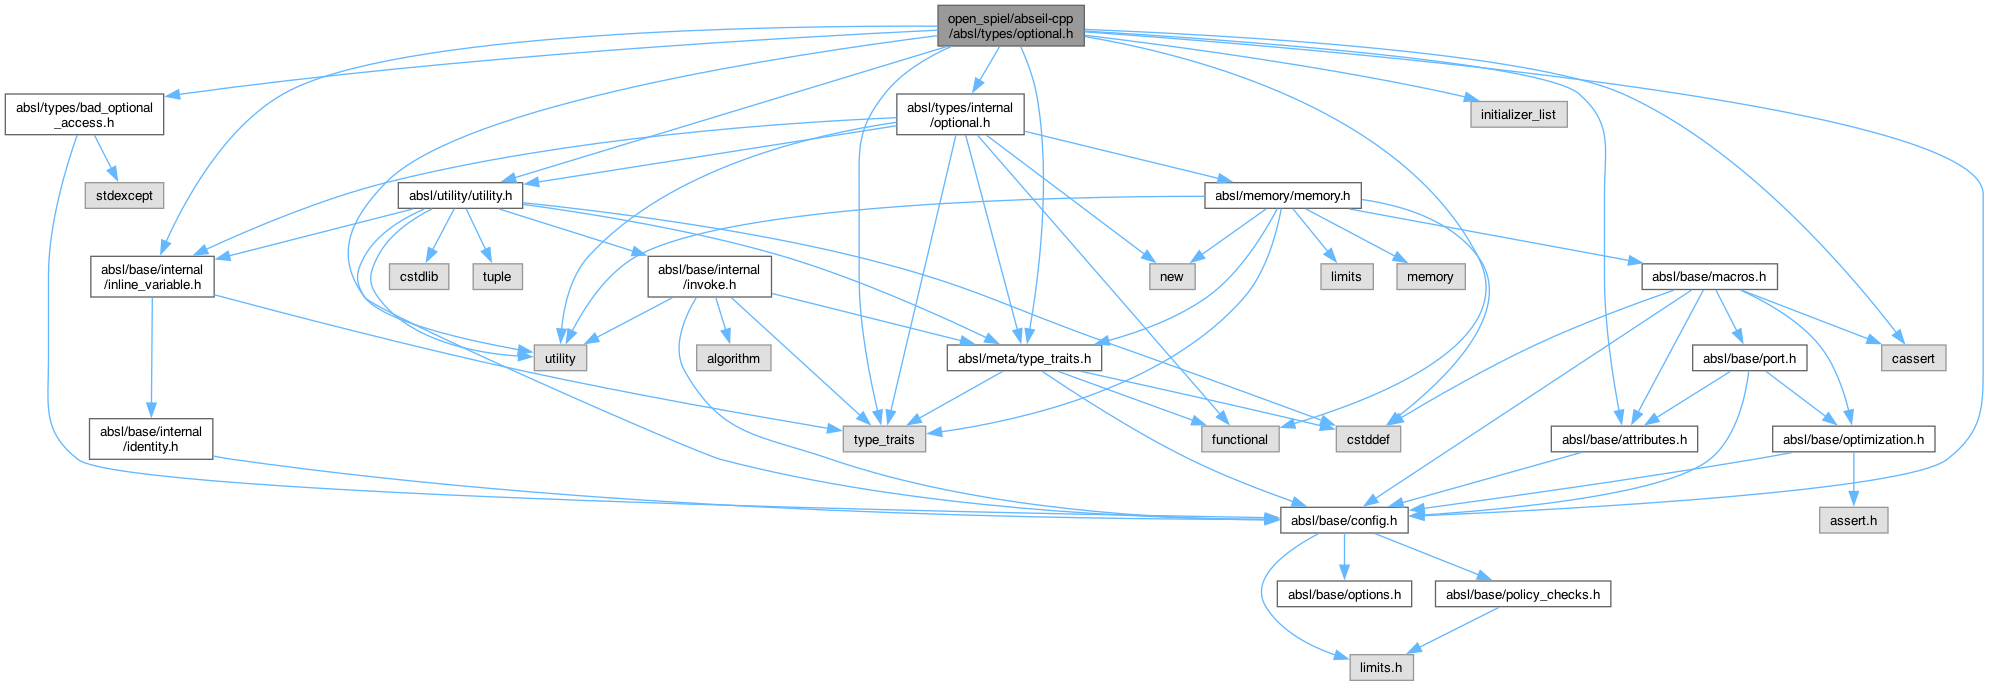 open_spiel/abseil-cpp
/absl/types/optional.h
absl/types/bad_optional
_access.h
absl/types/internal
/optional.h
initializer_list
stdexcept
absl/utility/utility.h
absl/memory/memory.h
absl/base/internal
/inline_variable.h
cstdlib
tuple
absl/base/internal
/invoke.h
new
limits
memory
absl/base/macros.h
utility
algorithm
absl/meta/type_traits.h
absl/base/port.h
cassert
absl/base/internal
/identity.h
type_traits
functional
cstddef
absl/base/attributes.h
absl/base/optimization.h
absl/base/config.h
assert.h
absl/base/options.h
absl/base/policy_checks.h
limits.h